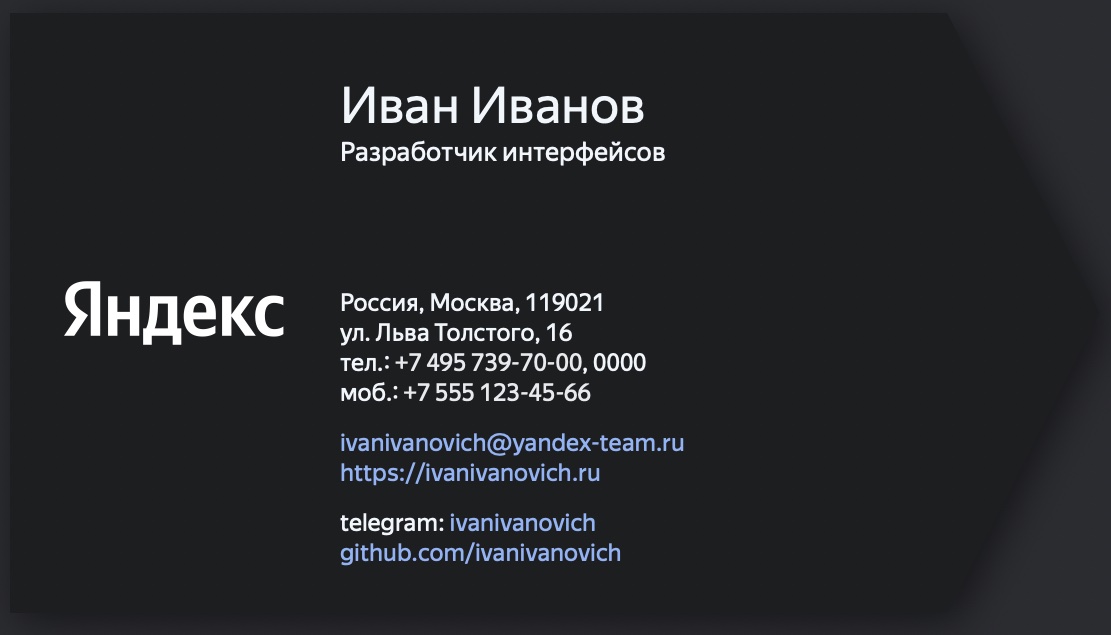 Иван Иванов
Разработчик интерфейсов
Яндекс
Россия, Москва, 119021
ул. Льва Толстого, 16
тел.: +7 495 739-70-00, 0000
моб.: +7 555 123-45-66
ivanivanovich@yandex-team.ru
https://ivanivanovich.ru
telegram: ivanivanovich
github.com/ivanivanovich